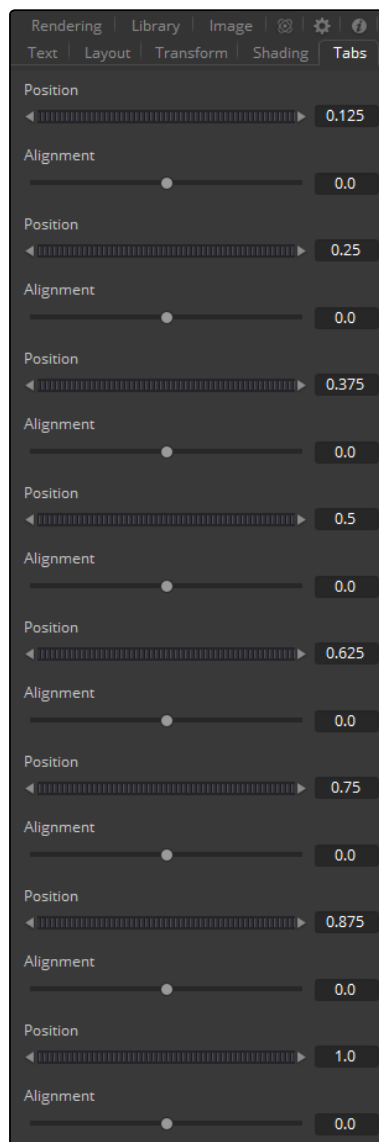 Rendering Library Image
Text Layout Transform Shading Tabs
Position
0.125
Alignment
0.0
Position
0.25
Alignment
0.0
Position
0.375
Alignment
0.0
Position
0.5
Alignment
0.0
Position
0.625
Alignment
0.0
Position
0.75
Alignment
0.0
Position
0.875
Alignment
0.0
Position
1.0
Alignment
0.0